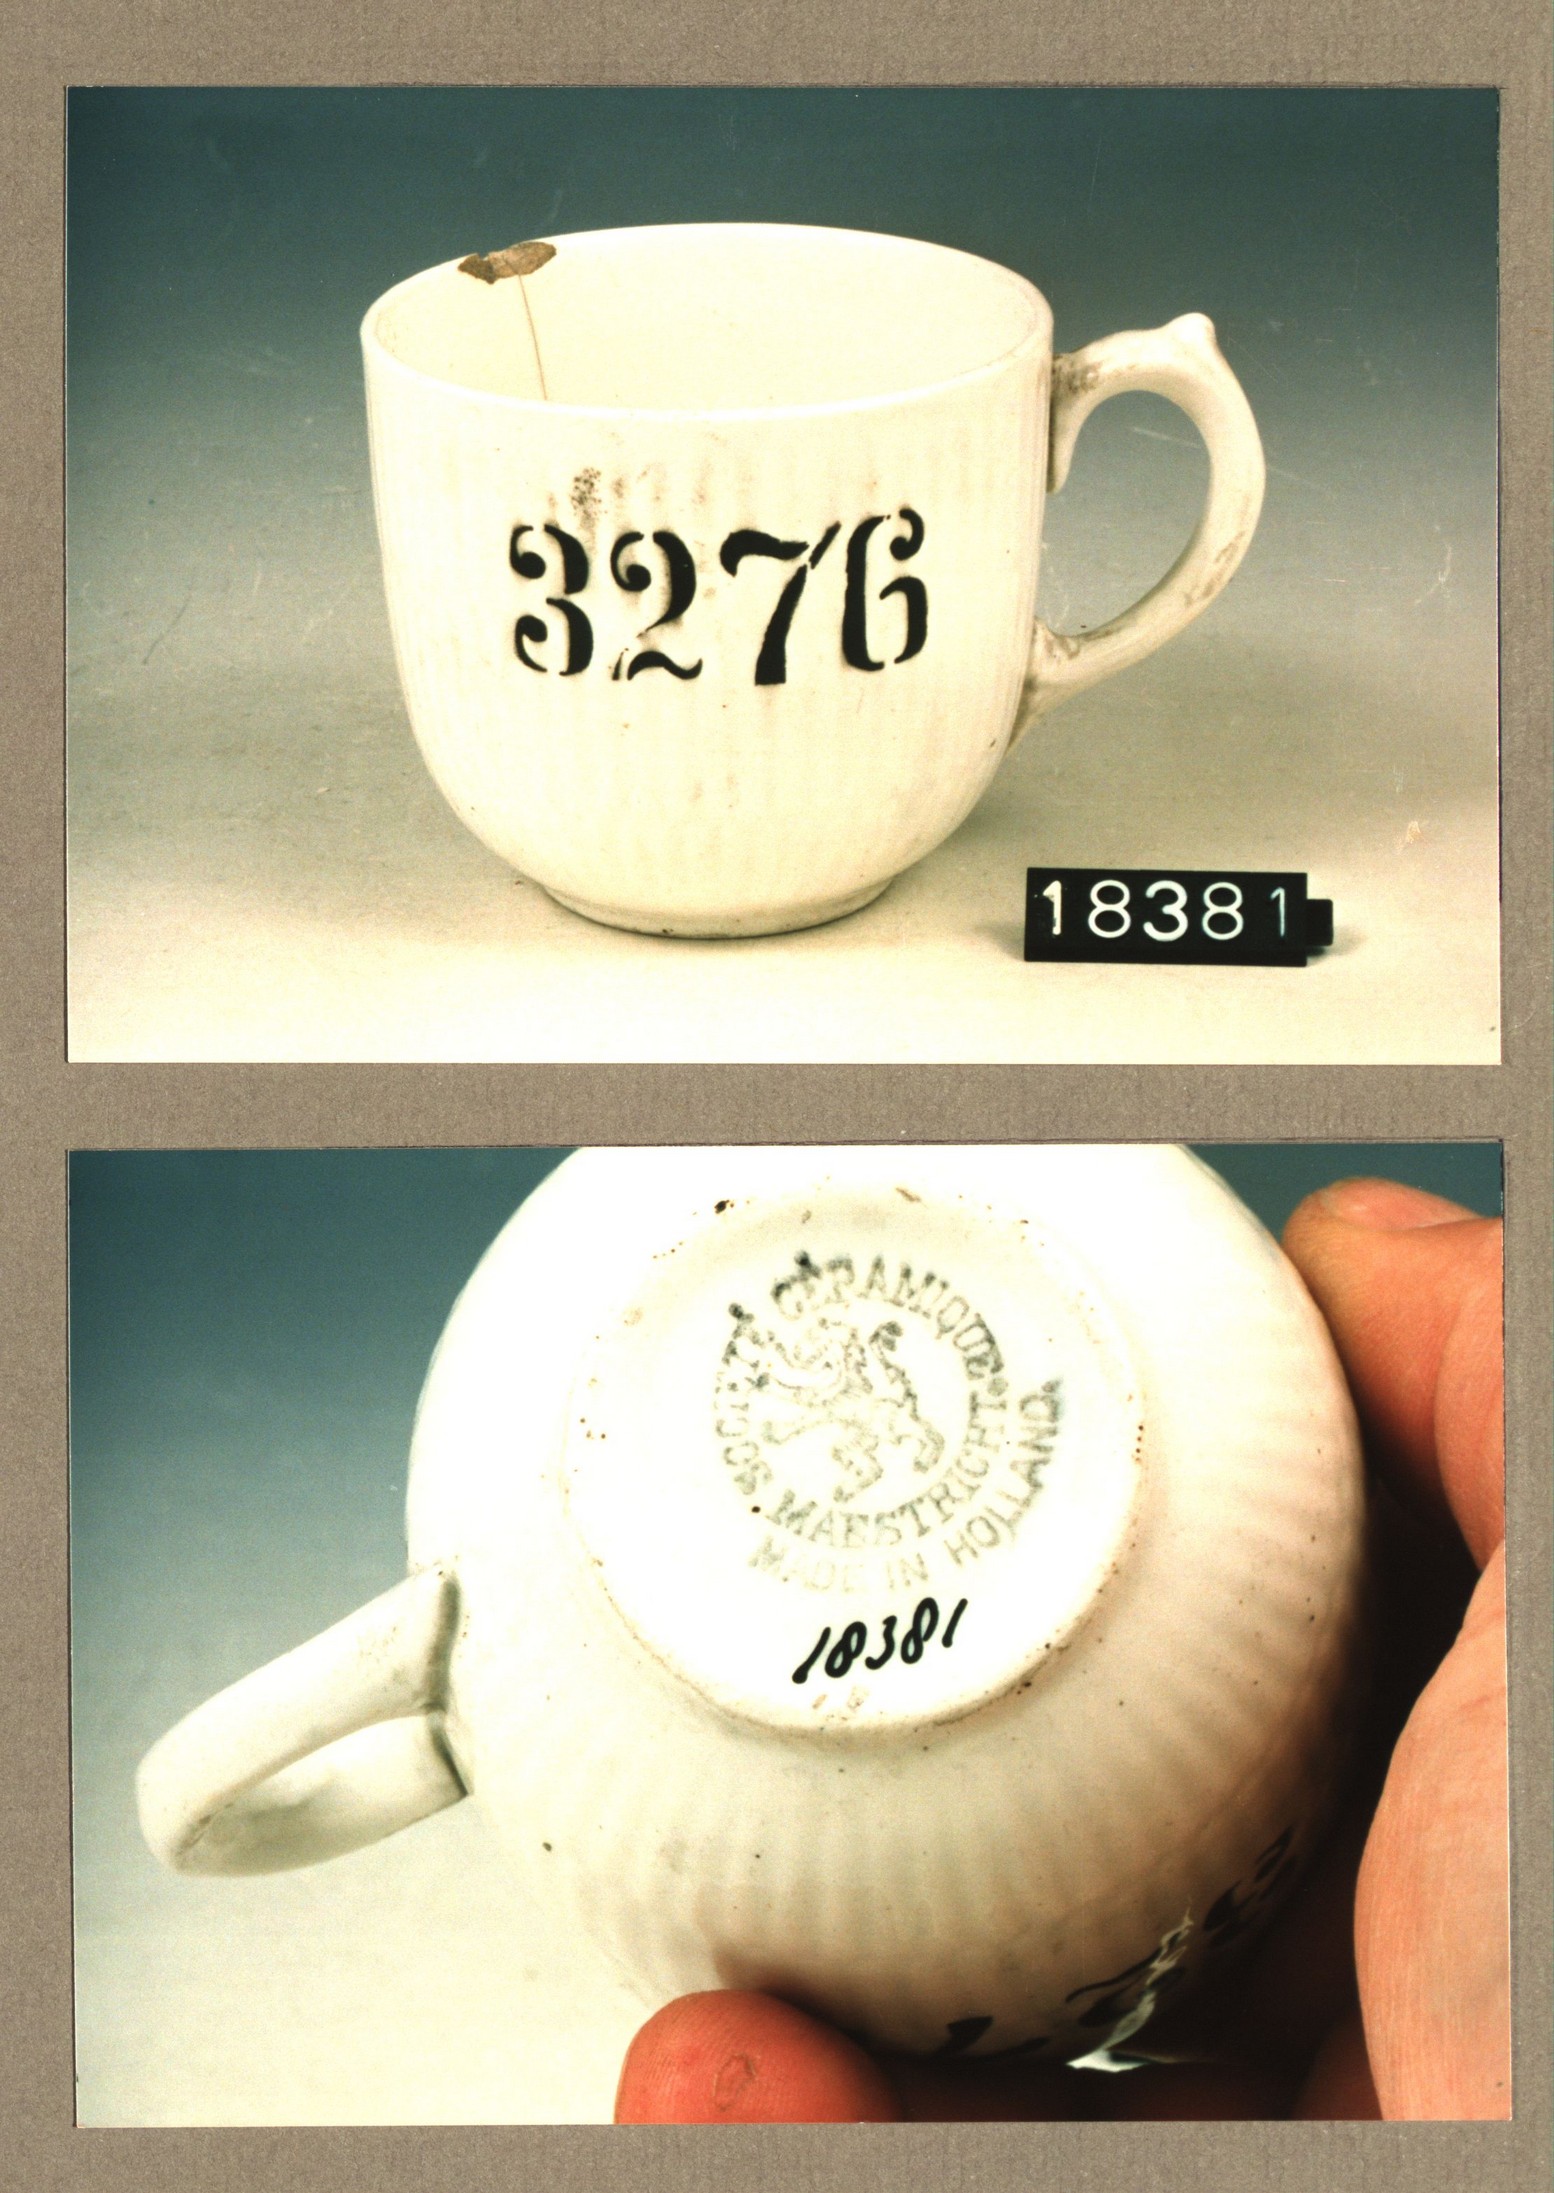 3276
18381
SOCIÉTÉ CÉRAMIQUE
MAESTRICHT
MADE IN HOLLAND
18381